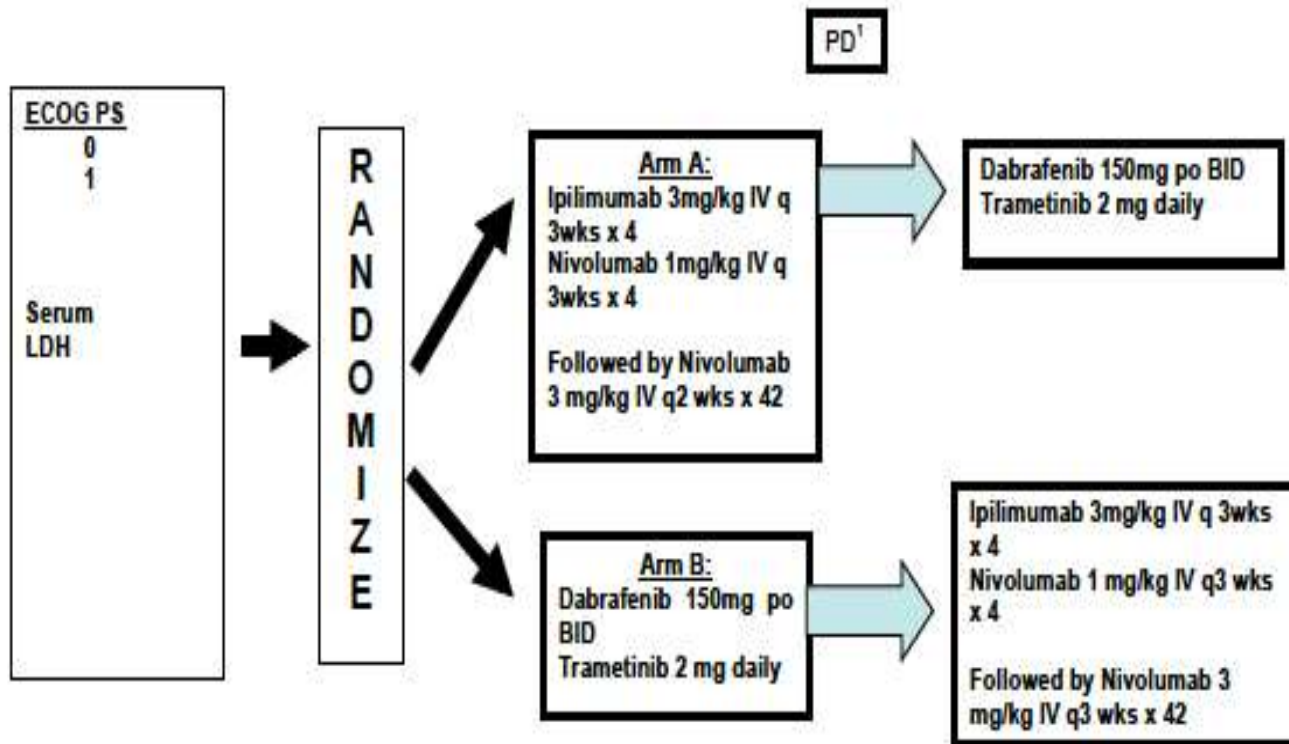 PD¹
ECOG PS
0
1
Serum
LDH
R
A
N
D
O
M
I
Z
E
Arm A:
Ipilimumab 3mg/kg IV q
3wks x 4
Nivolumab 1mg/kg IV q
3wks x 4
Followed by Nivolumab
3 mg/kg IV q2 wks x 42
Dabrafenib 150mg po BID
Trametinib 2 mg daily
Arm B:
Dabrafenib 150mg po
BID
Trametinib 2 mg daily
Ipilimumab 3mg/kg IV q 3wks
x 4
Nivolumab 1 mg/kg IV q3 wks
x 4
Followed by Nivolumab 3
mg/kg IV q3 wks x 42